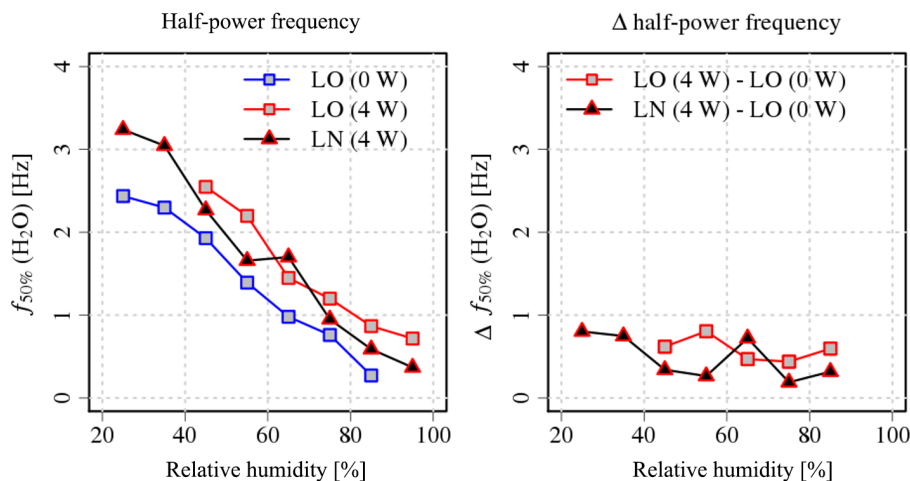 Half-power frequency
4
3
2
1
0
f50% (H2O) [Hz]
LO (0 W)
LO (4 W)
LN (4 W)
20 40 60 80 100
Relative humidity [%]
Δ half-power frequency
4
3
2
1
0
Δ f50% (H2O) [Hz]
LO (4 W) - LO (0 W)
LN (4 W) - LO (0 W)
20 40 60 80 100
Relative humidity [%]